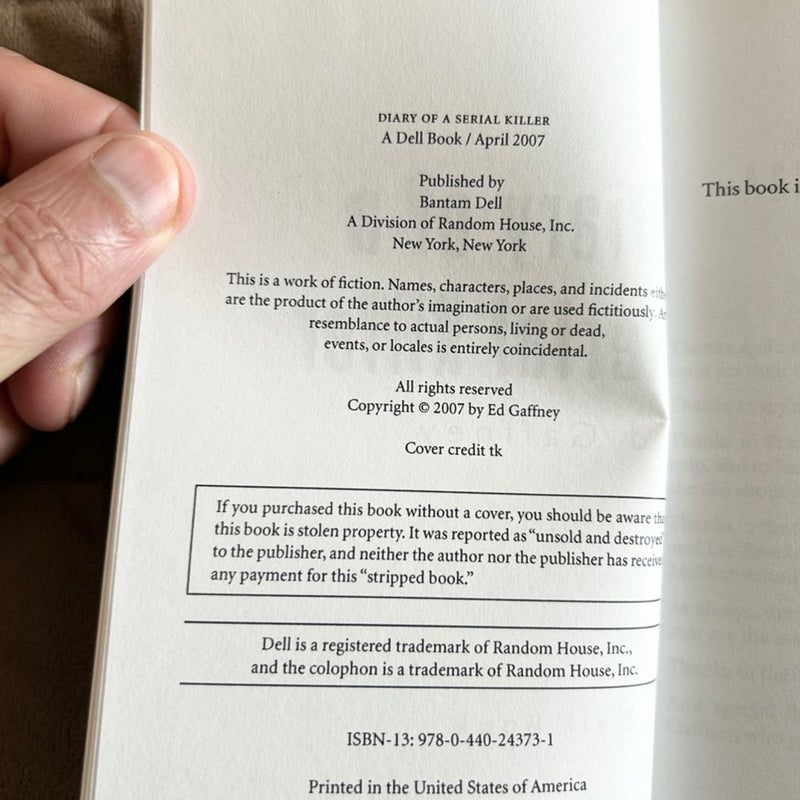 DIARY OF A SERIAL KILLER
A Dell Book / April 2007
Published by
Bantam Dell
A Division of Random House, Inc.
New York, New York
This is a work of fiction. Names, characters, places, and incidents
are the product of the author's imagination or are used fictitiously.
resemblance to actual persons, living or dead,
events, or locales is entirely coincidental.
All rights reserved
Copyright © 2007 by Ed Gaffney
Cover credit tk
If you purchased this book without a cover, you should be aware
this book is stolen property. It was reported as "unsold and destroyed
to the publisher, and neither the author nor the publisher has
any payment for this "stripped book."
Dell is a registered trademark of Random House, Inc.,
and the colophon is a trademark of Random House, Inc.
ISBN-13: 978-0-440-24373-1
Printed in the United States of America
This book